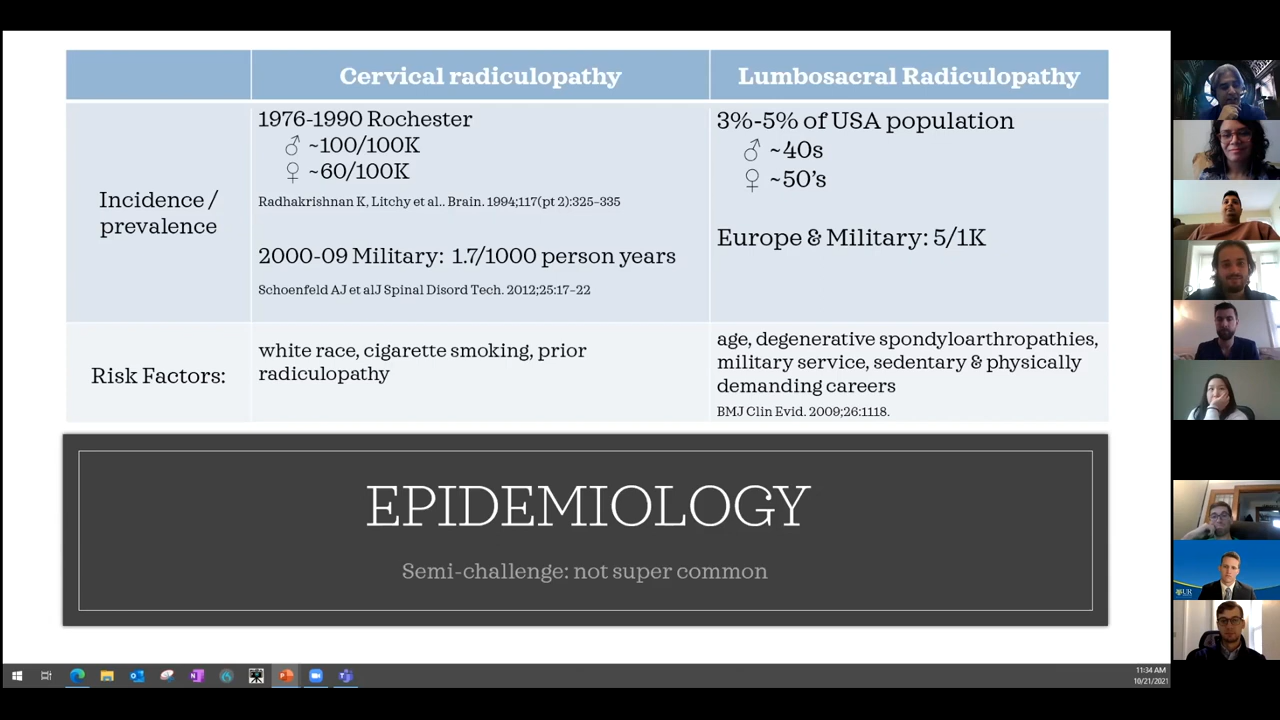 Cervical radiculopathy
Lumbosacral Radiculopathy
Incidence /
prevalence
1976-1990 Rochester
♂ ~100/100K
♀ ~60/100K
Radhakrishnan K, Litchy et al.. Brain. 1994;117(pt 2):325–335
2000-09 Military: 1.7/1000 person years
Schoenfeld AJ et alJ Spinal Disord Tech. 2012;25:17–22
3%-5% of USA population
♂ ~40s
♀ ~50’s
Europe & Military: 5/1K
Risk Factors:
white race, cigarette smoking, prior
radiculopathy
age, degenerative spondyloarthropathies,
military service, sedentary & physically
demanding careers
BMJ Clin Evid. 2009;26:1118.
EPIDEMIOLOGY
Semi-challenge: not super common
UR
11:34 AM
10/21/2021